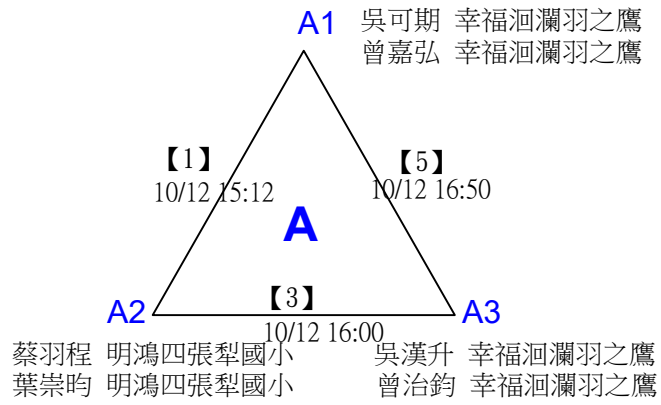 A1
吳可期 幸福洄瀾羽之鷹
曾嘉弘 幸福洄瀾羽之鷹
【1】
10/12 15:12
【5】
10/12 16:50
A
A2
【3】
10/12 16:00
A3
蔡羽程 明鴻四張犁國小
葉崇昀 明鴻四張犁國小
吳漢升 幸福洄瀾羽之鷹
曾治鈞 幸福洄瀾羽之鷹